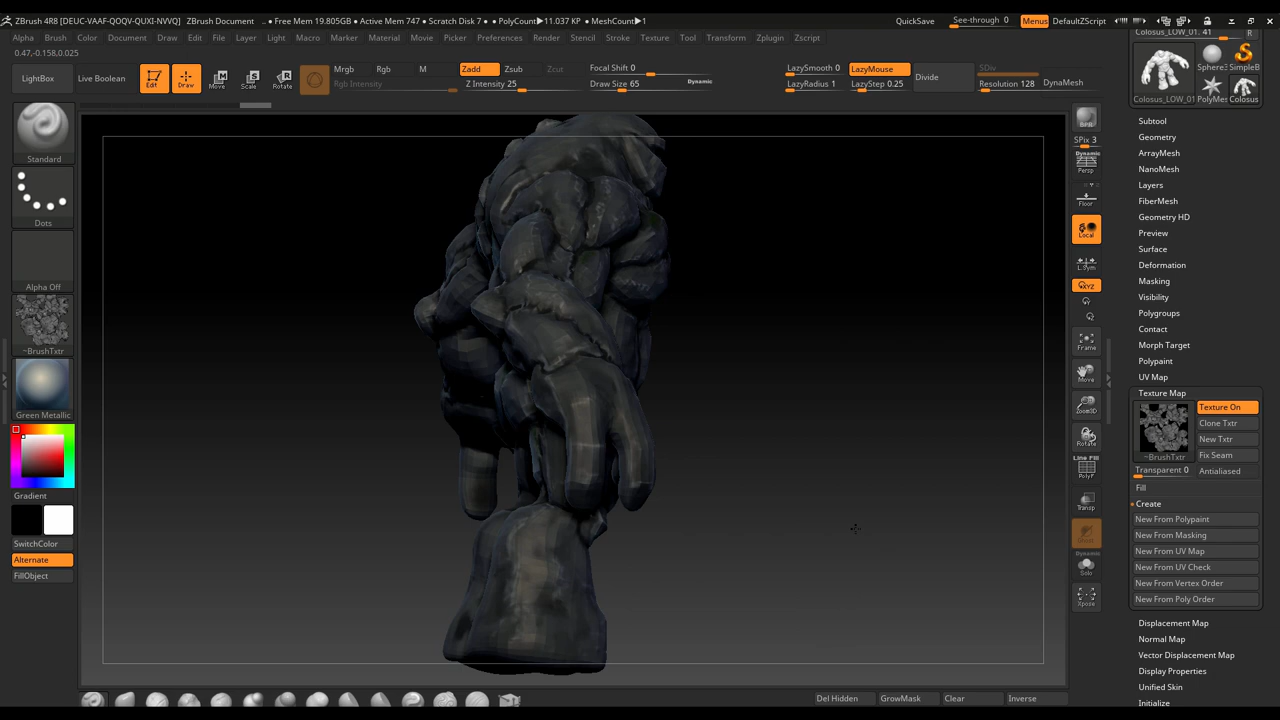 ZBrush 4R8 [DEUC-VAAF-QOQV-QUXI-NVVQ] ZBrush Document .. • Free Mem 19.805GB • Active Mem 747 • Scratch Disk 7 • PolyCount▶11.037 KP • MeshCount▶1 QuickSave See-through 0 Menus DefaultZScript
Alpha Brush Color Document Draw Edit File Layer Light Macro Marker Material Movie Picker Preferences Render Stencil Stroke Texture Tool Transform Zplugin Zscript
0.47,-0.158,0.025
LightBox
Live Boolean
Edit
Draw
Move
Scale
Rotate
Mrgb Rgb M
Rgb Intensity
Zadd Zsub Zcut
Z Intensity 25
Focal Shift 0
Draw Size 65 Dynamic
LazySmooth 0 LazyMouse
LazyRadius 1 LazyStep 0.25
Divide
SDiv
Resolution 128
DynaMesh
Standard
Dots
Alpha Off
~BrushTxtr
Green Metallic
Gradient
SwitchColor
Alternate
FillObject
BPR
SPix 3
Dynamic
Persp
Floor
Local
L.Sym
XYZ
Frame
Move
Zoom3D
Rotate
Line Fill
PolyF
Transp
Dynamic
Solo
Xpose
Colosus_LOW_01. 41 R
Sphere3
SimpleB
Colosus_LOW_01
PolyMes
Colosus
Subtool
Geometry
ArrayMesh
NanoMesh
Layers
FiberMesh
Geometry HD
Preview
Surface
Deformation
Masking
Visibility
Polygroups
Contact
Morph Target
Polypaint
UV Map
Texture Map
Texture On
Clone Txtr
New Txtr
~BrushTxtr
Fix Seam
Transparent 0
Antialiased
Fill
Create
New From Polypaint
New From Masking
New From UV Map
New From UV Check
New From Vertex Order
New From Poly Order
Displacement Map
Normal Map
Vector Displacement Map
Display Properties
Unified Skin
Initialize
Del Hidden GrowMask Clear Inverse